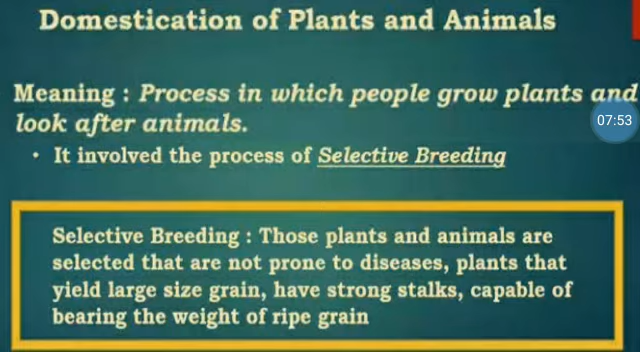 Domestication of Plants and Animals
Meaning : Process in which people grow plants and
look after animals.
07:53
• It involved the process of Selective Breeding
Selective Breeding : Those plants and animals are
selected that are not prone to diseases, plants that
yield large size grain, have strong stalks, capable of
bearing the weight of ripe grain